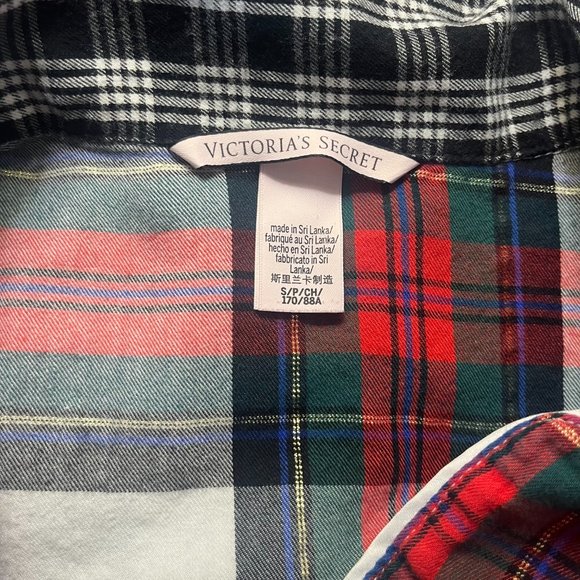 VICTORIA'S SECRET
made in Sri Lanka/
fabriqué au Sri Lanka/
hecho en Sri Lanka/
fabbricato in Sri
Lanka/
斯里兰卡制造
S/P/CH/
170/88A